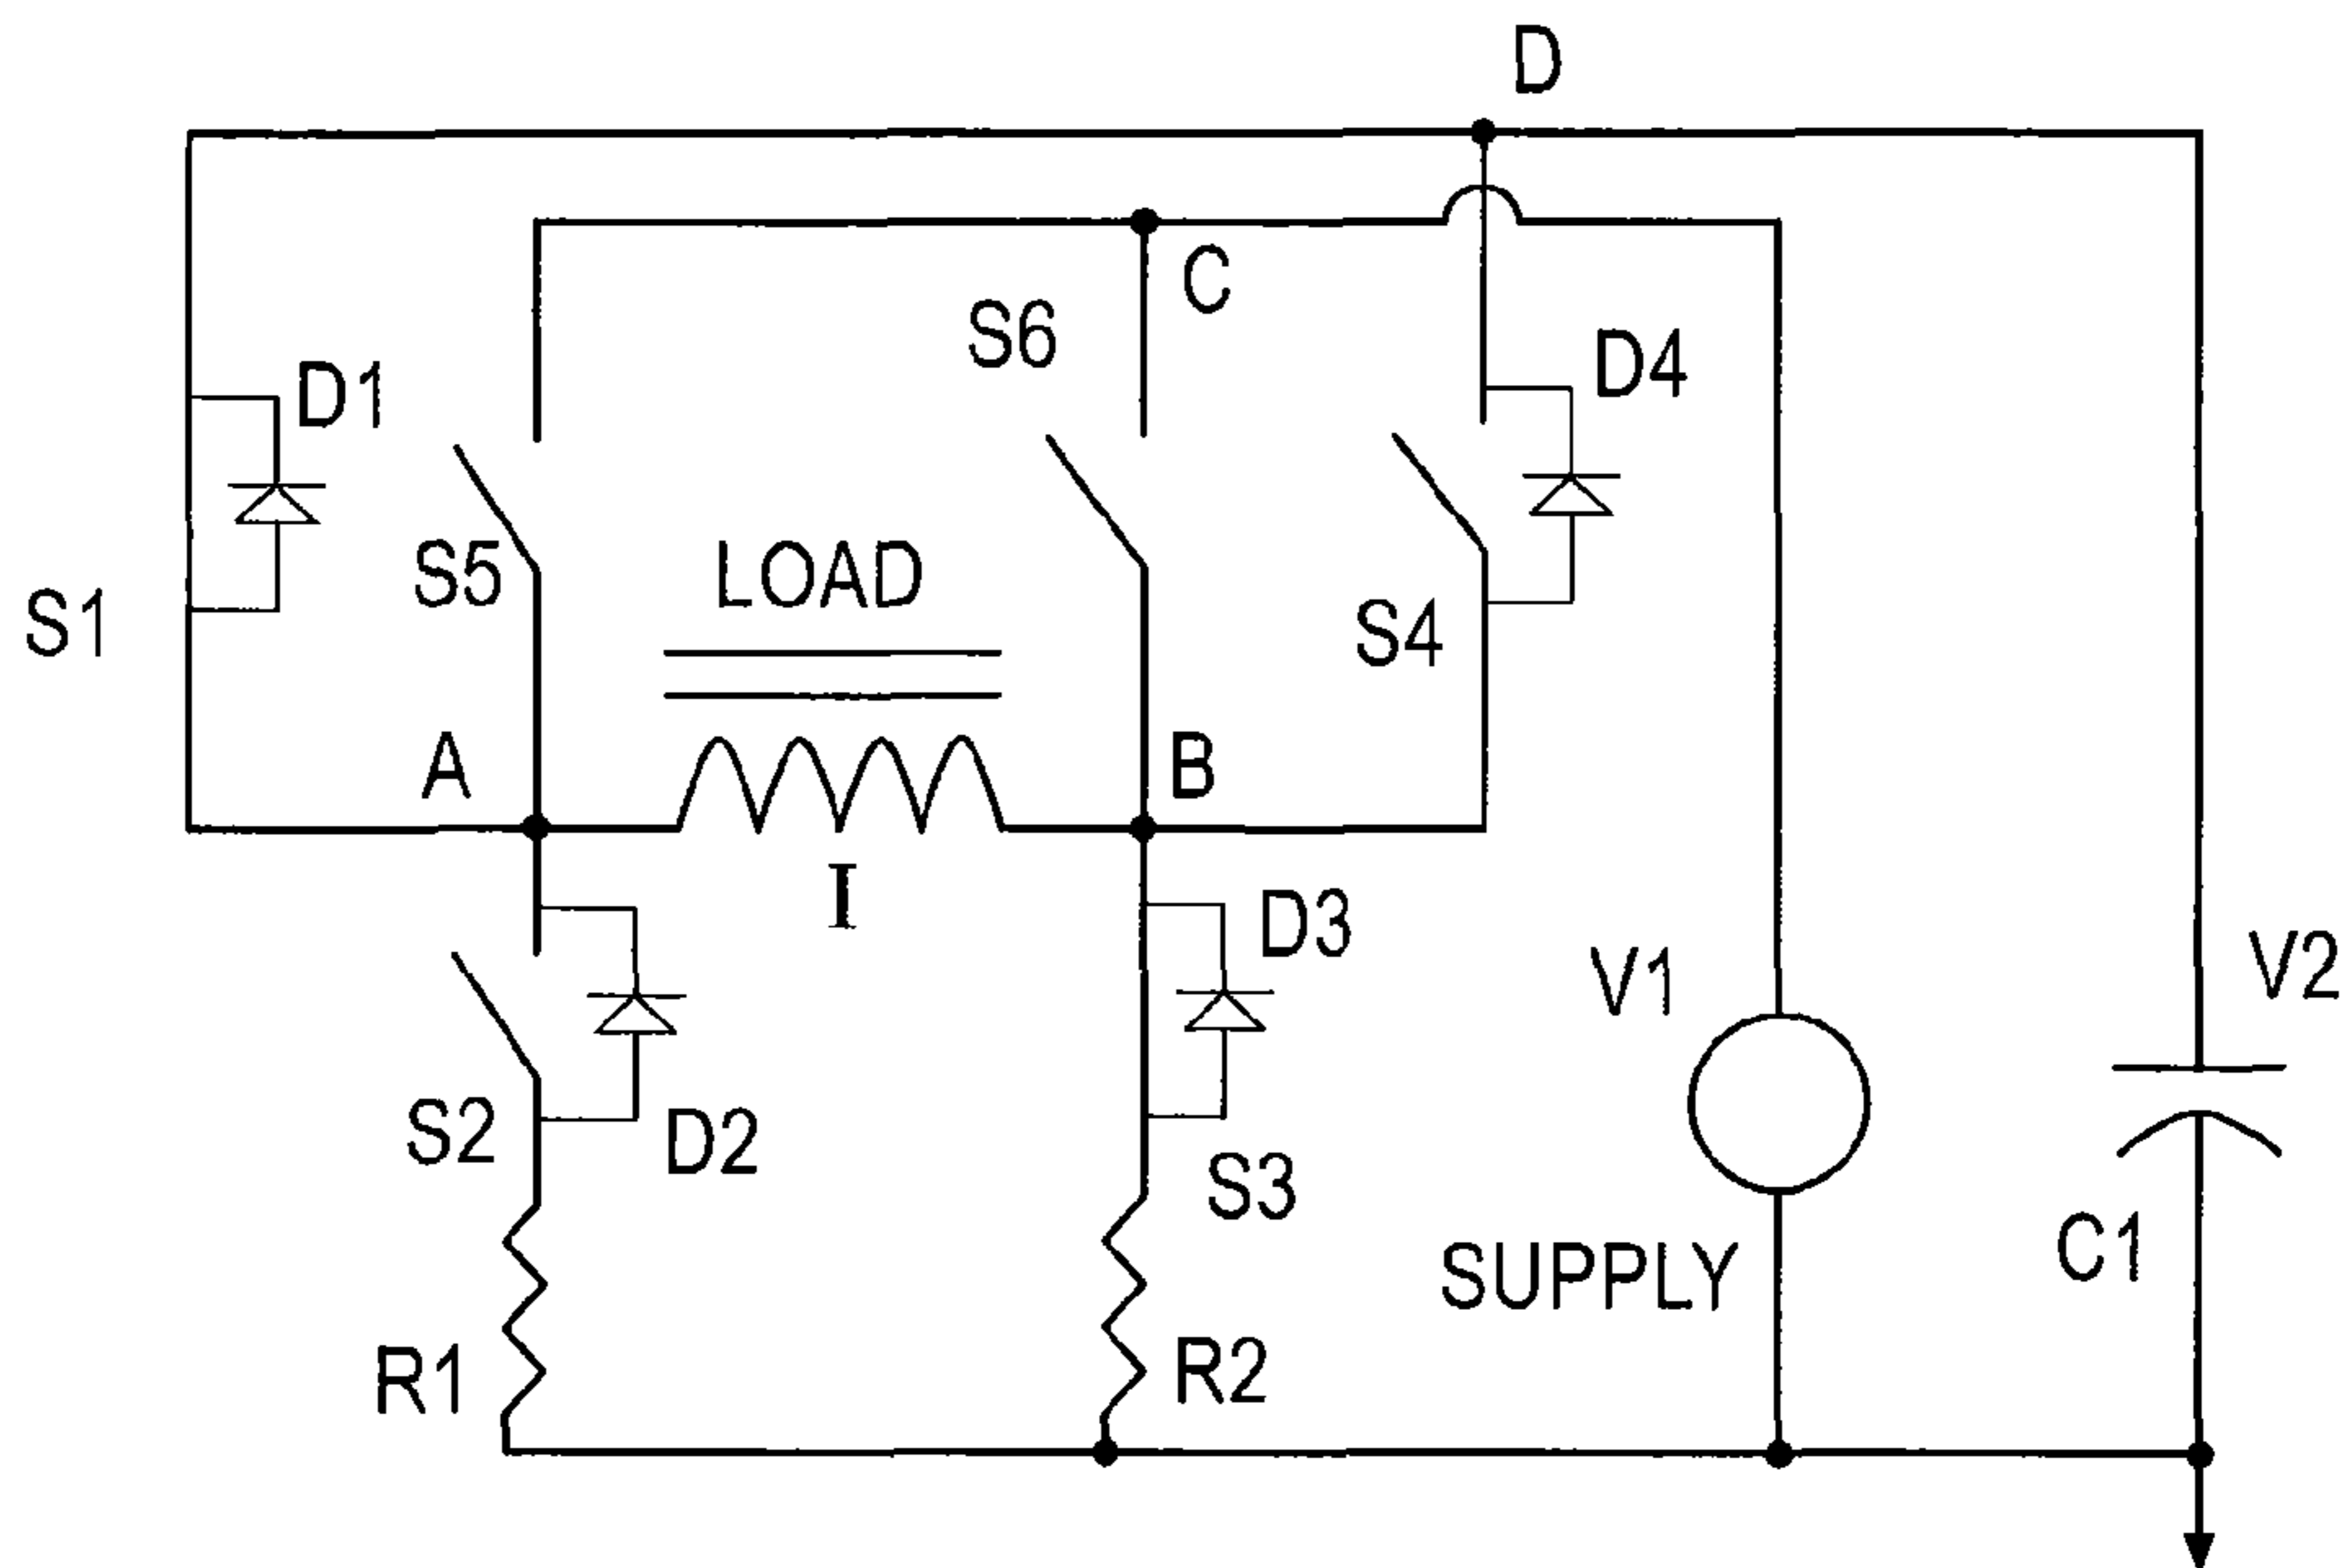 D
C
S6
D1
D4
S5
LOAD
S1
S4
A
B
I
D3
V1
V2
S2
D2
S3
C1
SUPPLY
R1
R2